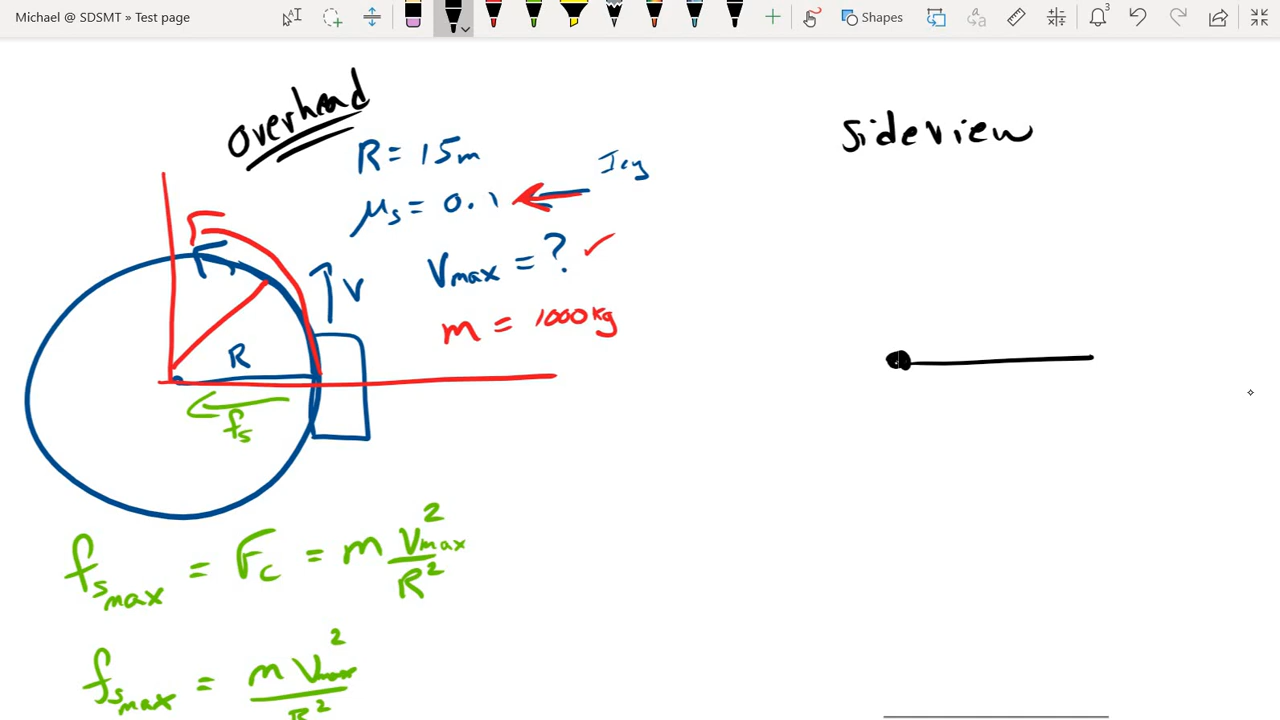 Michael @ SDSMT » Test page
Shapes
3
overhead
sideview
R = 15m
Icy
μs = 0.1
Vmax = ?
V
m = 1000kg
R
fs
fsmax = Fc = m Vmax² / R²
fsmax = m Vmax² / R²